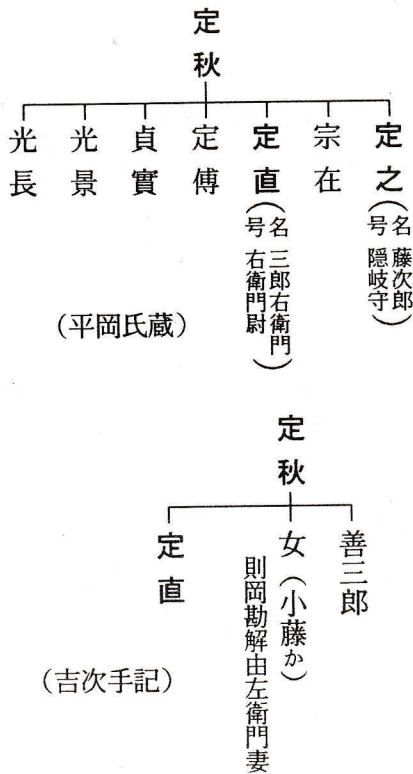 定秋
定之(名 藤次郎 号 隠岐守)
宗在
定直(名 三郎右衛門 号 右衛門尉)
定傅
貞實
光景
光長
(平岡氏蔵)
定秋
善三郎
女(小藤か)
則岡勘解由左衛門妻
定直
(吉次手記)